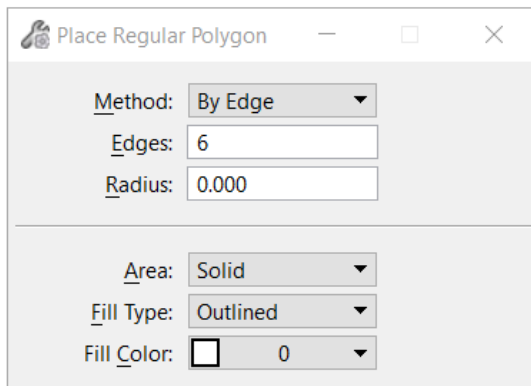 Place Regular Polygon
Method: By Edge
Edges: 6
Radius: 0.000
Area: Solid
Fill Type: Outlined
Fill Color: 0